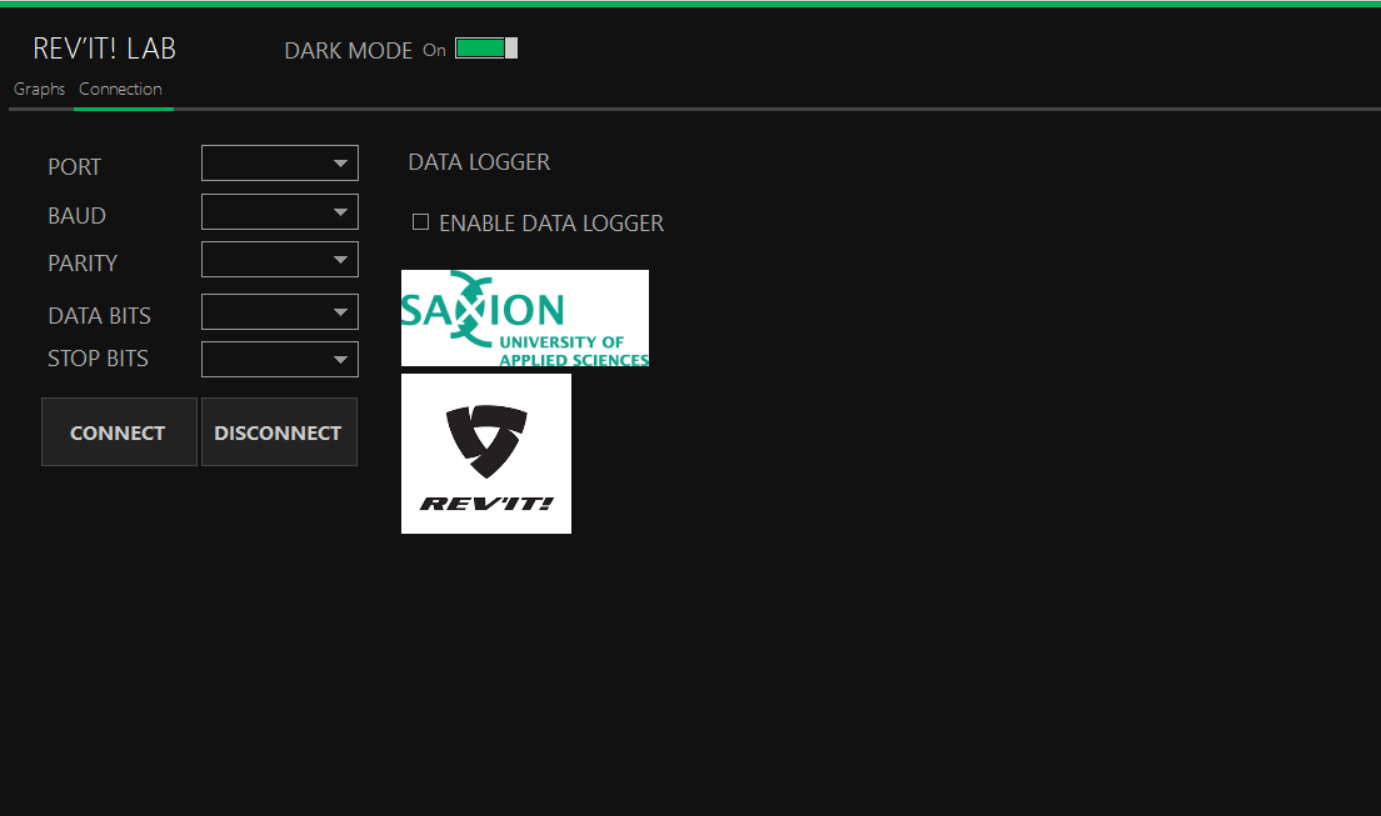 REV'IT! LAB
DARK MODE On
Graphs Connection
PORT
BAUD
PARITY
DATA BITS
STOP BITS
CONNECT DISCONNECT
DATA LOGGER
ENABLE DATA LOGGER
SAXION
UNIVERSITY OF
APPLIED SCIENCES
REV'IT!